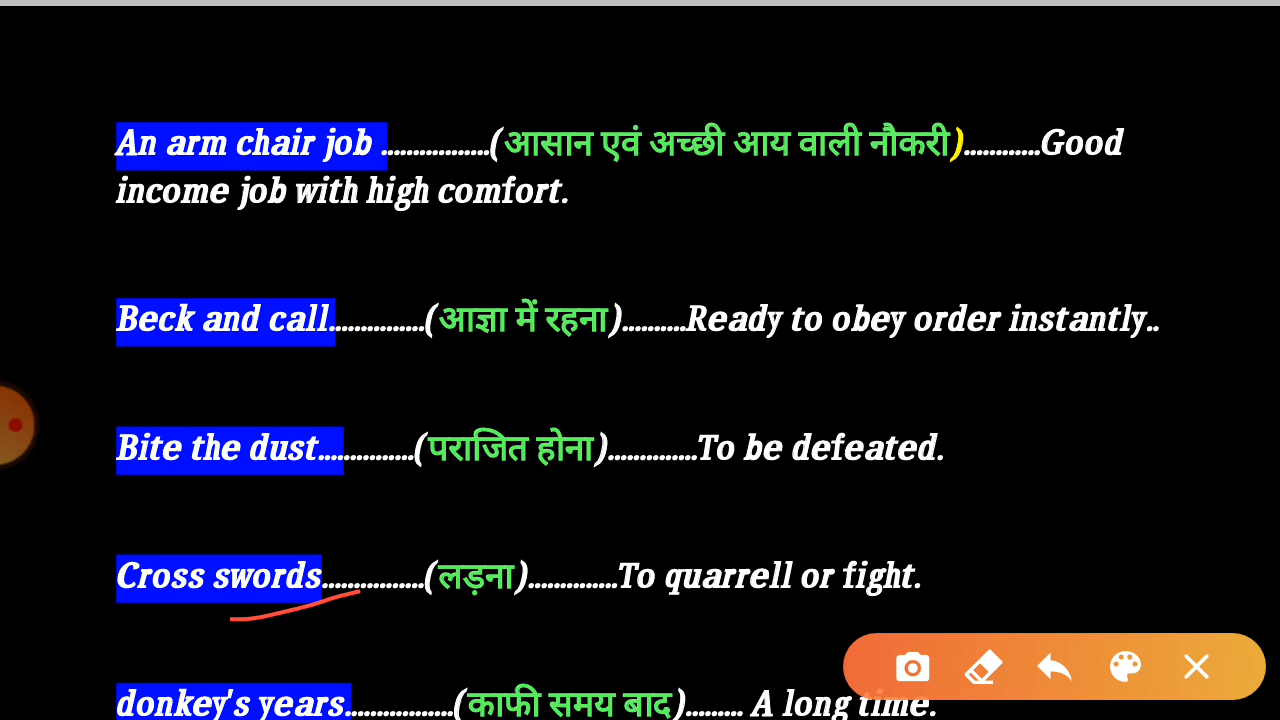 An arm chair job .................(आसान एवं अच्छी आय वाली नौकरी)............Good
income job with high comfort.
Beck and call...............(आज्ञा में रहना)..........Ready to obey order instantly..
Bite the dust...............(पराजित होना)..............To be defeated.
Cross swords................(लड़ना)..............To quarrell or fight.
donkey's years.................(काफी समय बाद)......... A long time.